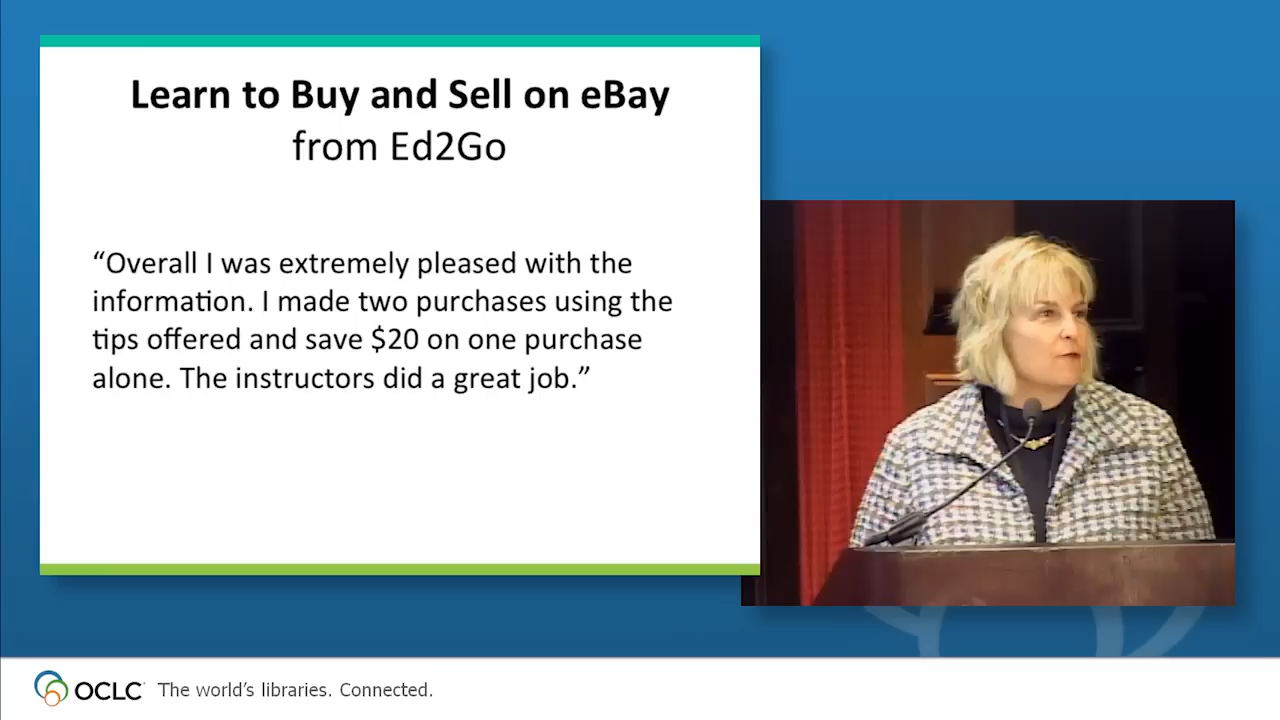 Learn to Buy and Sell on eBay
from Ed2Go
“Overall I was extremely pleased with the
information. I made two purchases using the
tips offered and save $20 on one purchase
alone. The instructors did a great job.”
OCLC The world’s libraries. Connected.